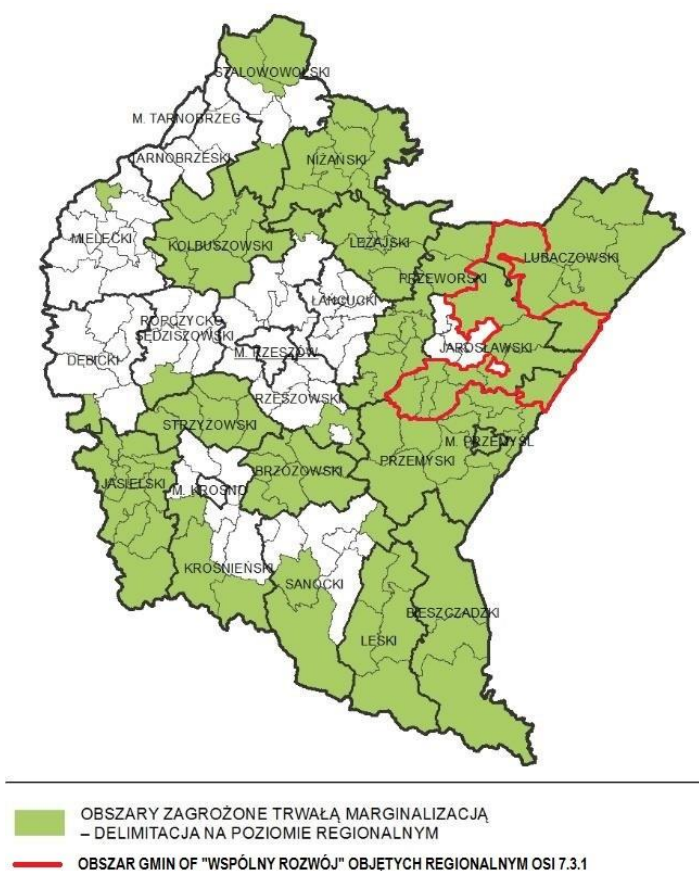 STALOWOWOLSKI
M. TARNOBRZEG
TARNOBRZESKI
NIŻAŃSKI
MIELECKI
KOLBUSZOWSKI
LEŻAJSKI
LUBACZOWSKI
PRZEWORSKI
ŁAŃCUCKI
ROPCZYCKO
SĘDZISZOWSKI
DĘBICKI
M. RZESZÓW
JAROSŁAWSKI
RZESZOWSKI
STRZYŻOWSKI
M. PRZEMYŚL
PRZEMYSKI
BRZOZOWSKI
JASIELSKI
M. KROSNO
KROŚNIEŃSKI
SANOCKI
BIESZCZADZKI
LESKI
OBSZARY ZAGROŻONE TRWAŁĄ MARGINALIZACJĄ
– DELIMITACJA NA POZIOMIE REGIONALNYM
OBSZAR GMIN OF "WSPÓLNY ROZWÓJ" OBJĘTYCH REGIONALNYM OSI 7.3.1